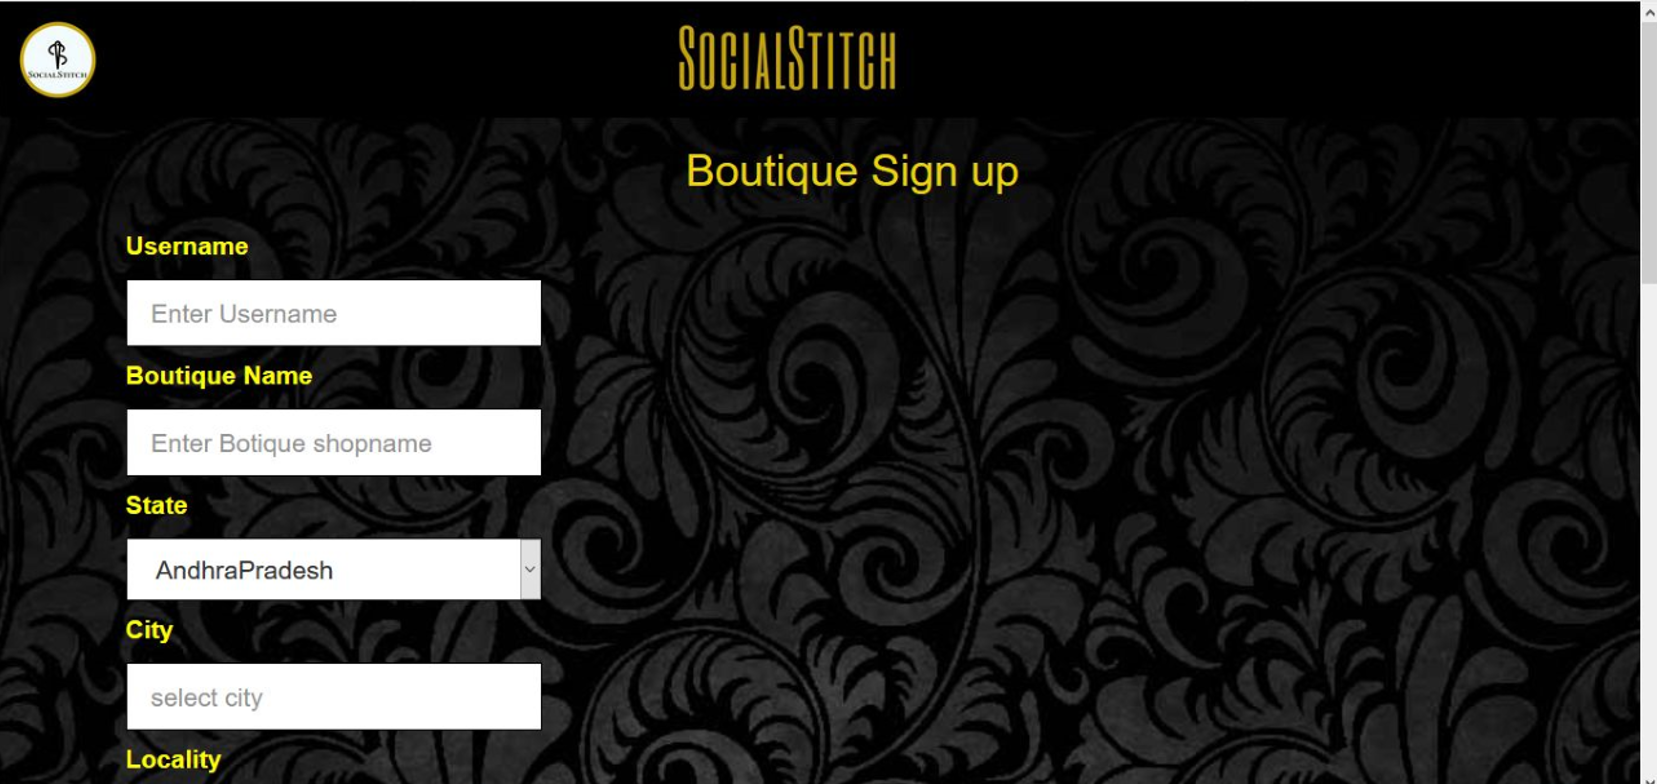 SOCIALSTITCH
SOCIALSTITCH
Boutique Sign up
Username
Enter Username
Boutique Name
Enter Botique shopname
State
AndhraPradesh
City
select city
Locality